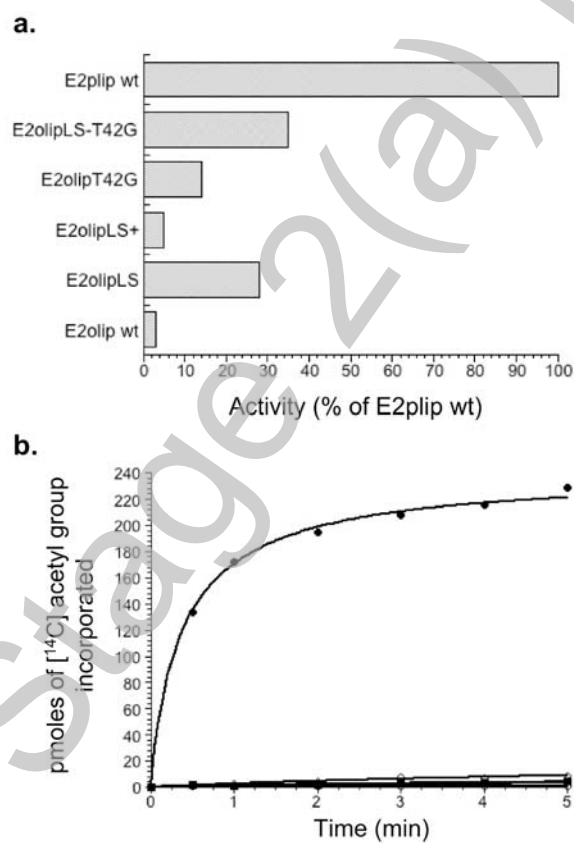 a.
E2plip wt
E2olipLS-T42G
E2olipT42G
E2olipLS+
E2olipLS
E2olip wt
0 10 20 30 40 50 60 70 80 90 100
Activity (% of E2plip wt)
b.
pmoles of [¹⁴C] acetyl group
incorporated
240
220
200
180
160
140
120
100
80
60
40
20
0
0 1 2 3 4 5
Time (min)
Stage 2(a)